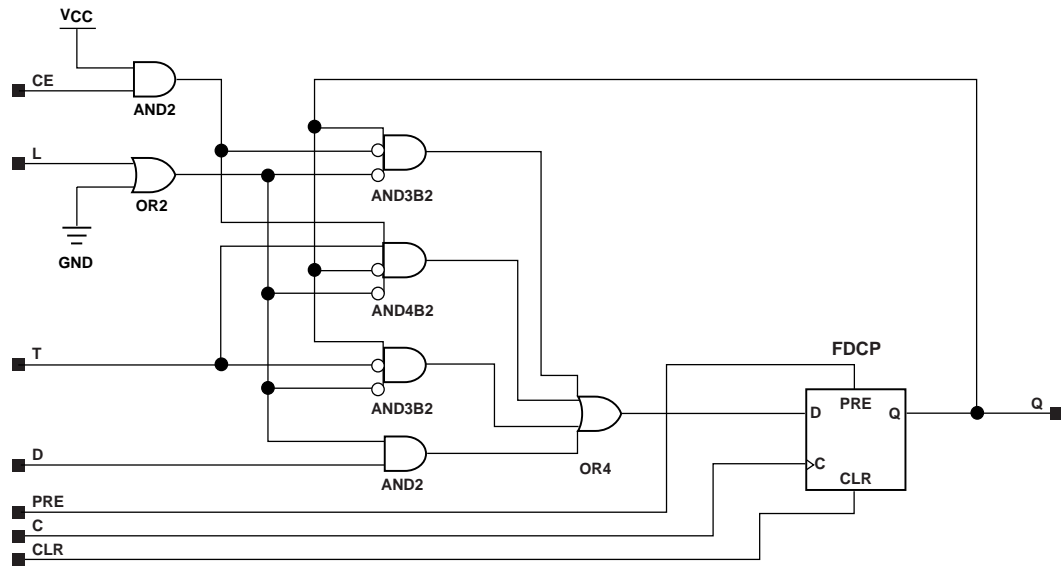 VCC
CE
AND2
L
OR2
GND
AND3B2
AND4B2
T
AND3B2
FDCP
PRE
D
Q
Q
C
CLR
OR4
D
AND2
PRE
C
CLR